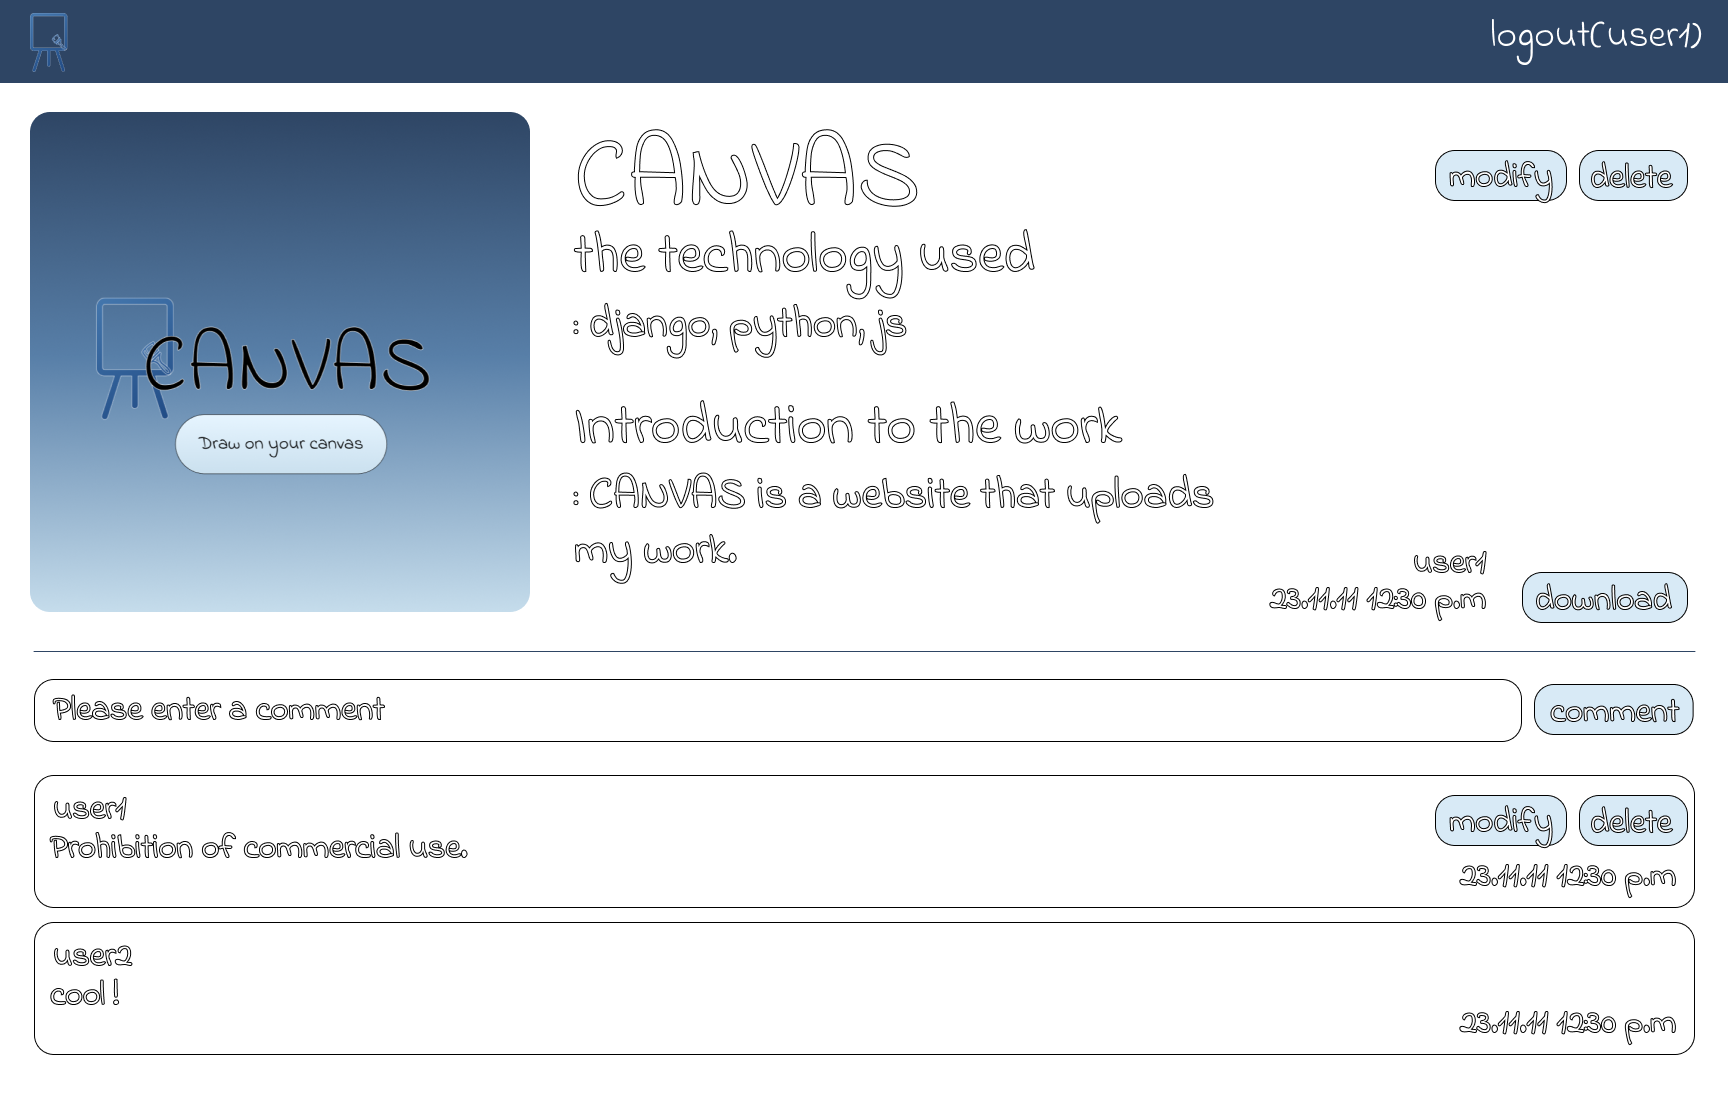 logout(user1)
CANVAS
Draw on your canvas
CANVAS
modify
delete
the technology used
: django, python, js
Introduction to the work
: CANVAS is a website that uploads
my work.
user1
23.11.11 12:30 p.m
download
Please enter a comment
comment
user1
Prohibition of commercial use.
modify
delete
23.11.11 12:30 p.m
user2
cool !
23.11.11 12:30 p.m